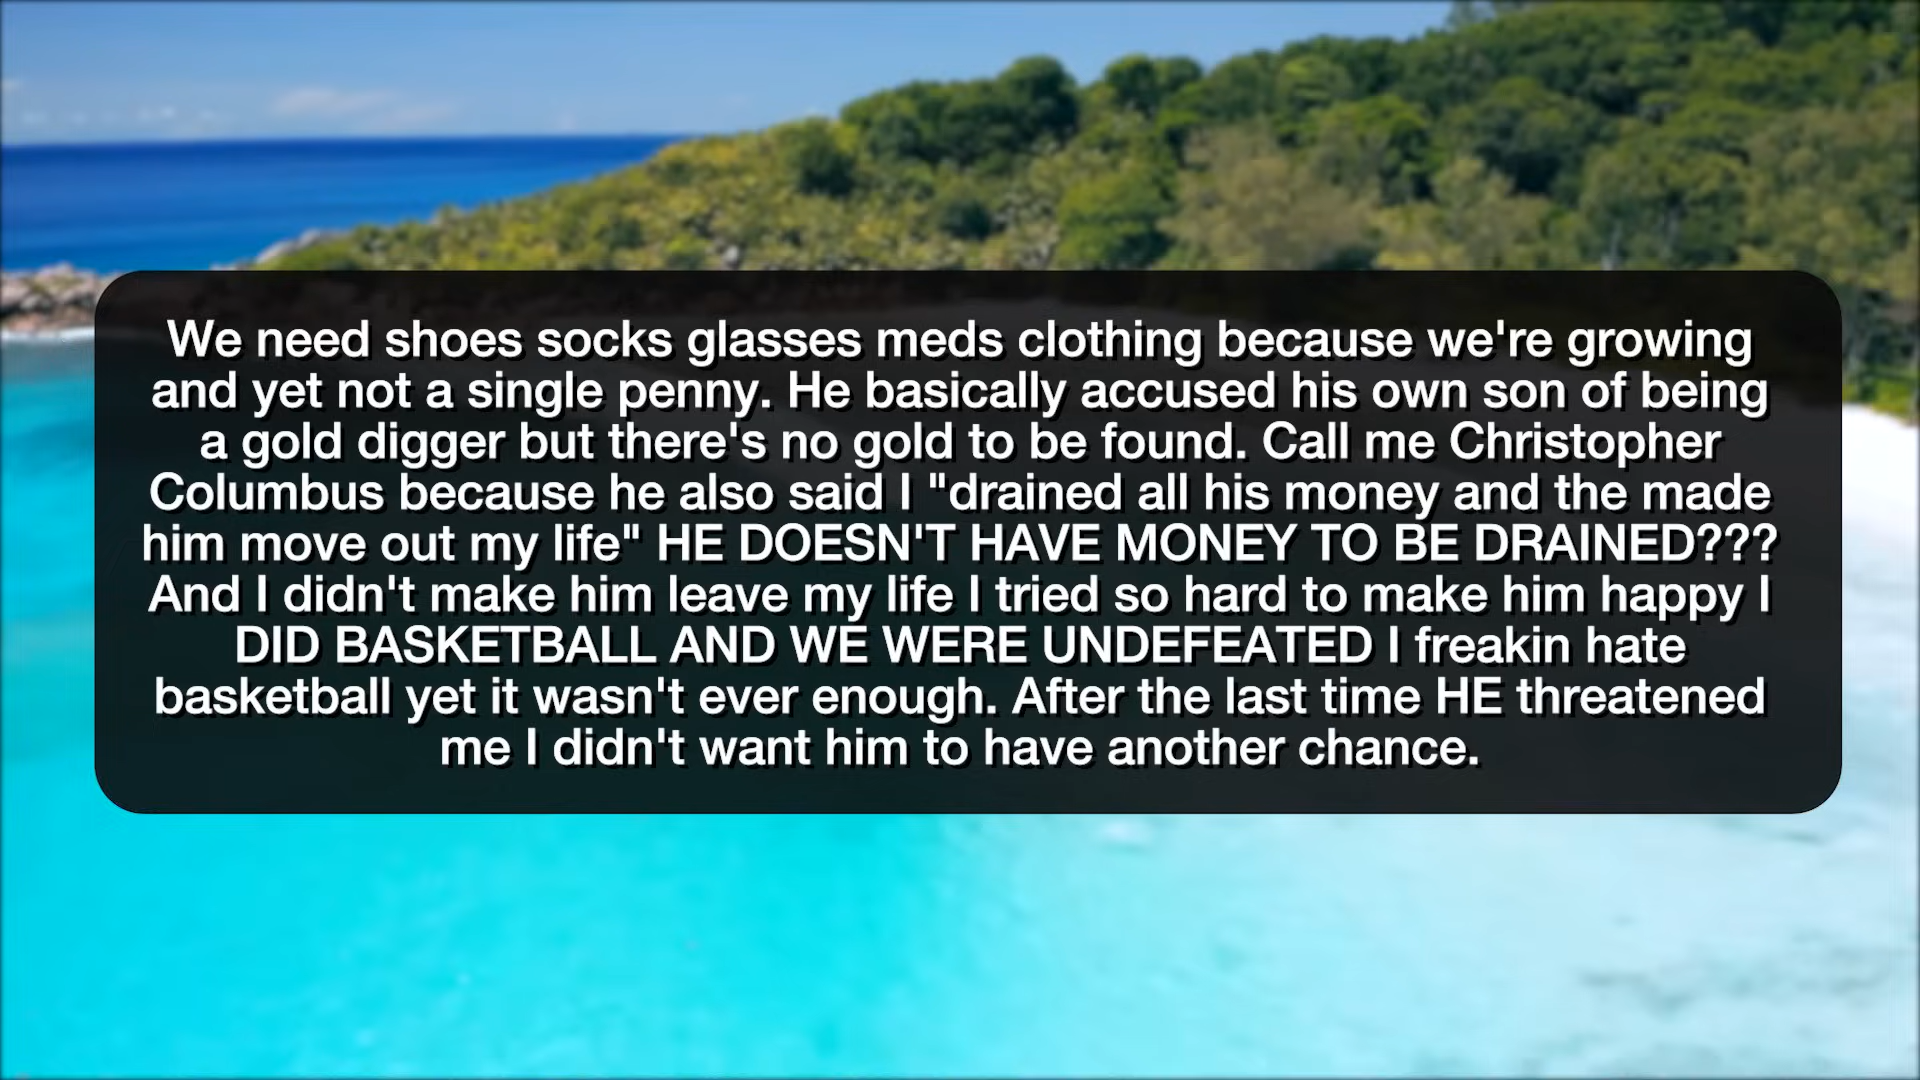 We need shoes socks glasses meds clothing because we're growing
and yet not a single penny. He basically accused his own son of being
a gold digger but there's no gold to be found. Call me Christopher
Columbus because he also said I "drained all his money and the made
him move out my life" HE DOESN'T HAVE MONEY TO BE DRAINED???
And I didn't make him leave my life I tried so hard to make him happy I
DID BASKETBALL AND WE WERE UNDEFEATED I freakin hate
basketball yet it wasn't ever enough. After the last time HE threatened
me I didn't want him to have another chance.